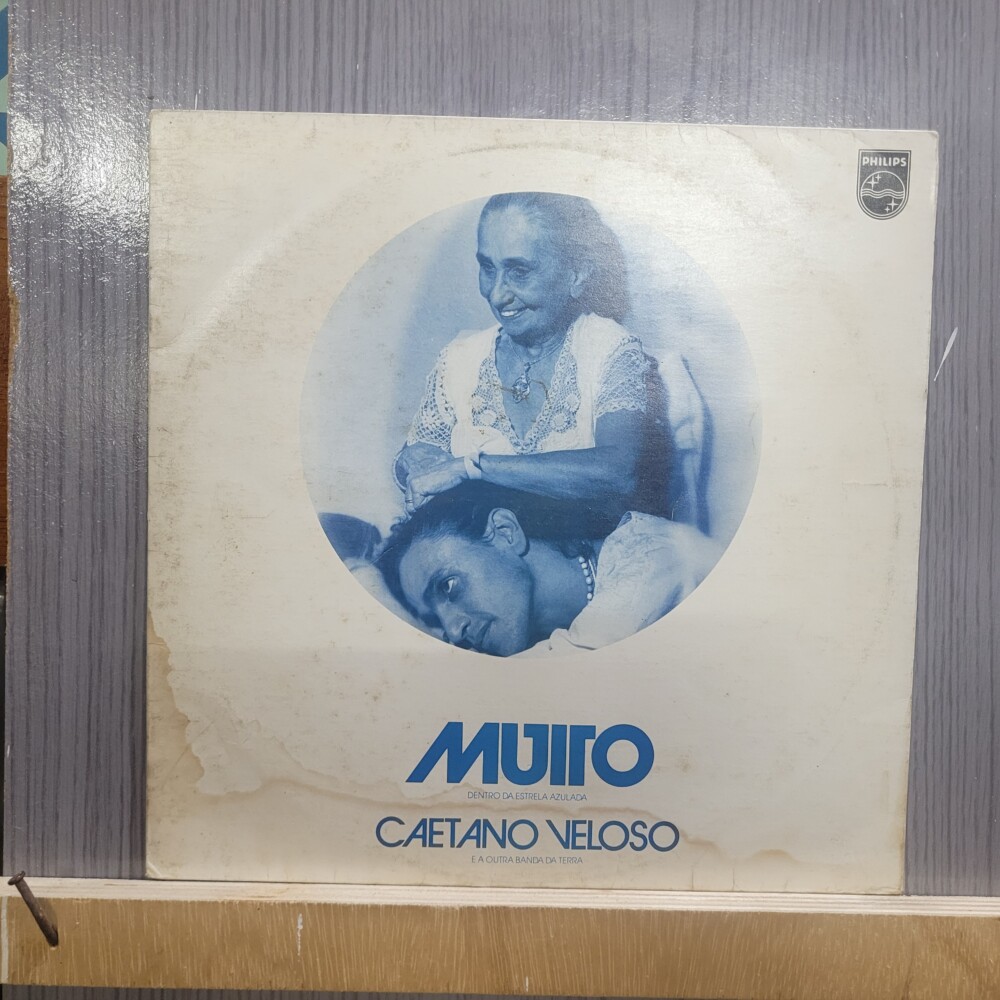 PHILIPS
MUITO
DENTRO DA ESTRELA AZULADA
CAETANO VELOSO
E A OUTRA BANDA DA TERRA